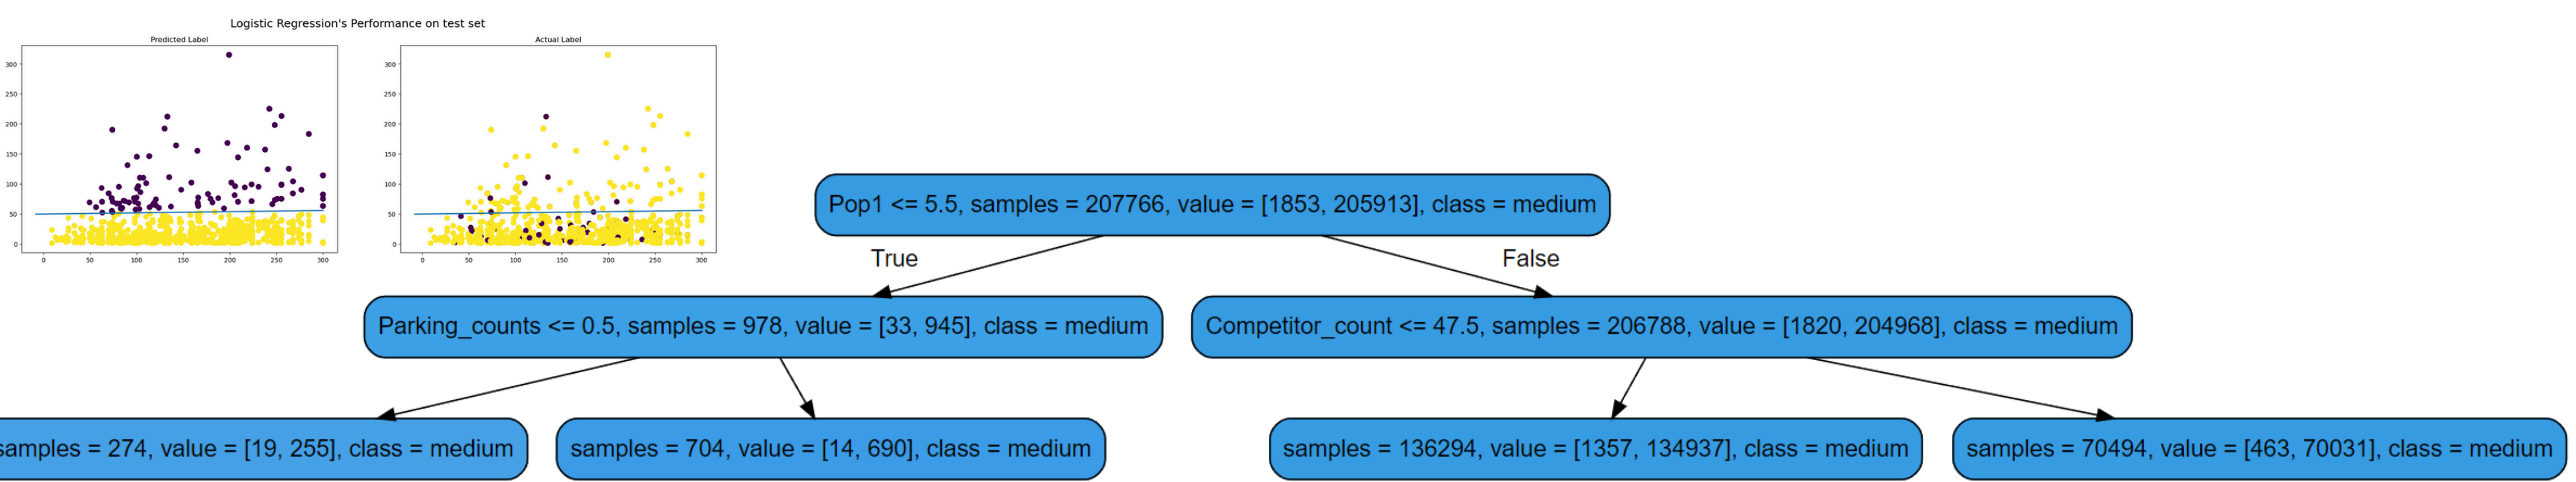 Logistic Regression's Performance on test set
Predicted Label
Actual Label
300
250
200
150
100
50
0
0 50 100 150 200 250 300
300
250
200
150
100
50
0
0 50 100 150 200 250 300
Pop1 <= 5.5, samples = 207766, value = [1853, 205913], class = medium
True
False
Parking_counts <= 0.5, samples = 978, value = [33, 945], class = medium
Competitor_count <= 47.5, samples = 206788, value = [1820, 204968], class = medium
samples = 274, value = [19, 255], class = medium
samples = 704, value = [14, 690], class = medium
samples = 136294, value = [1357, 134937], class = medium
samples = 70494, value = [463, 70031], class = medium